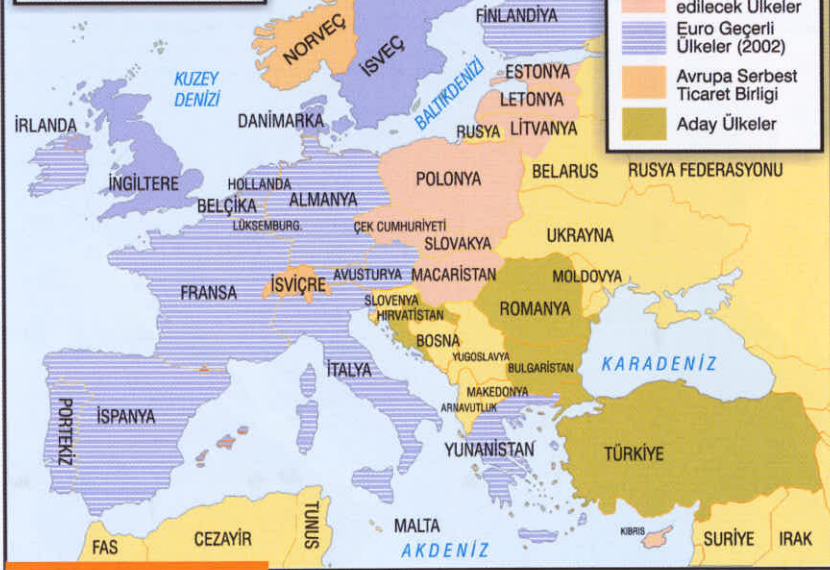 edilecek Ülkeler
Euro Geçerli
Ülkeler (2002)
Avrupa Serbest
Ticaret Birligi
Aday Ülkeler
FİNLANDİYA
NORVEÇ
İSVEÇ
KUZEY
DENİZİ
ESTONYA
LETONYA
BALTIKDENİZİ
İRLANDA
DANİMARKA
RUSYA
LİTVANYA
BELARUS
RUSYA FEDERASYONU
İNGİLTERE
HOLLANDA
ALMANYA
POLONYA
BELÇİKA
LÜKSEMBURG.
ÇEK CUMHURİYETİ
SLOVAKYA
UKRAYNA
FRANSA
İSVİÇRE
AVUSTURYA
MACARİSTAN
MOLDOVYA
SLOVENYA
HIRVATİSTAN
ROMANYA
BOSNA
YUGOSLAVYA
BULGARİSTAN
KARADENİZ
İTALYA
MAKEDONYA
ARNAVUTLUK
PORTEKİZ
İSPANYA
YUNANİSTAN
TÜRKİYE
FAS
CEZAYİR
TUNUS
MALTA
AKDENİZ
KIBRIS
SURİYE
IRAK